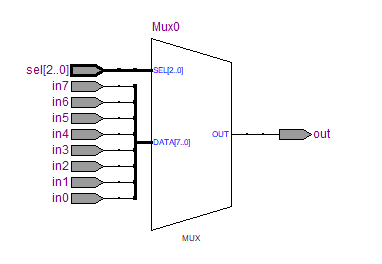 Mux0
sel[2..0]
SEL[2..0]
in7
in6
in5
in4
OUT
out
in3
DATA[7..0]
in2
in1
in0
MUX